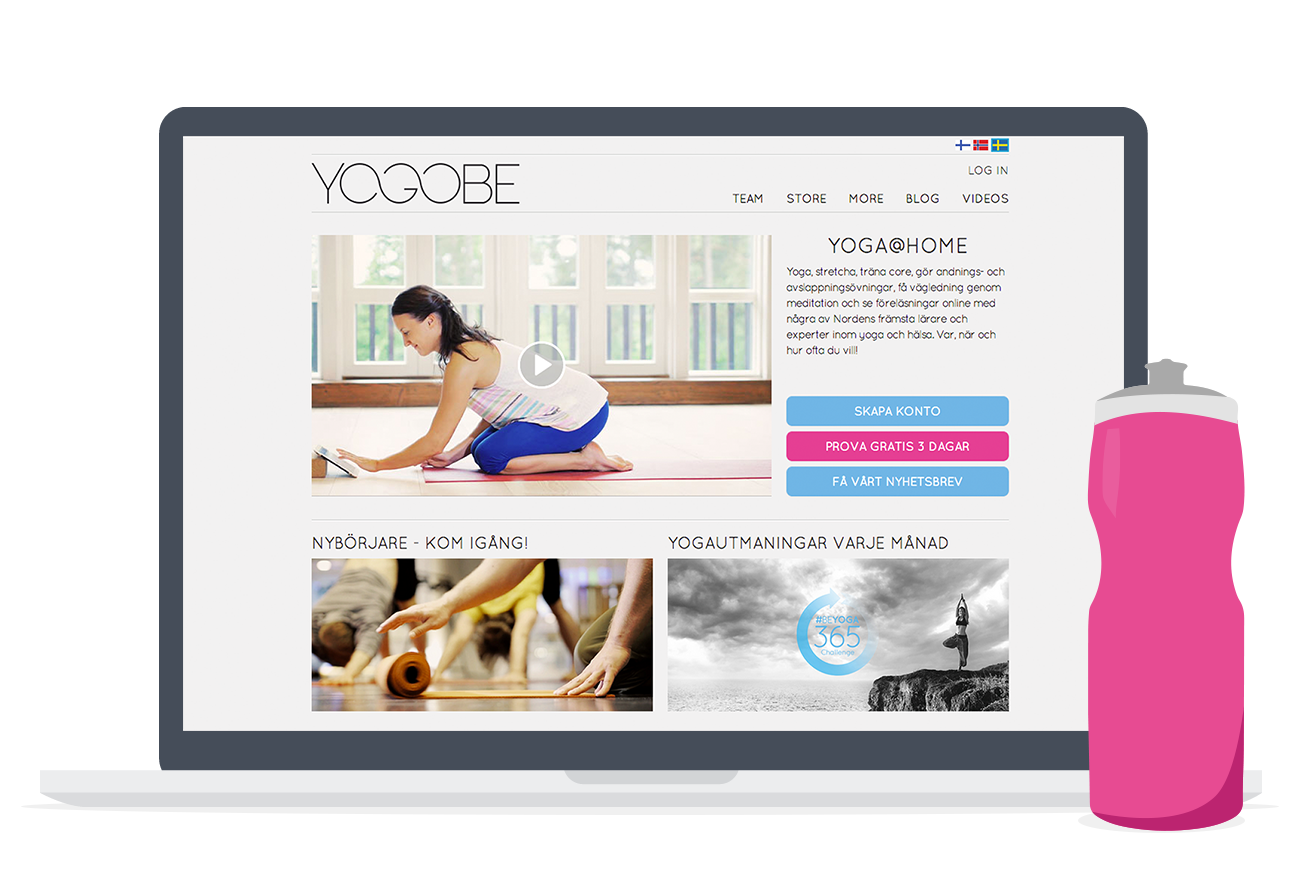 YOGOBE
LOG IN
TEAM STORE MORE BLOG VIDEOS
YOGA@HOME
Yoga, stretcha, träna core, gör andnings- och
avslappningsövningar, få vägledning genom
meditation och se föreläsningar online med
några av Nordens främsta lärare och
experter inom yoga och hälsa. Var, när och
hur ofta du vill!
SKAPA KONTO
PROVA GRATIS 3 DAGAR
FÅ VÅRT NYHETSBREV
NYBÖRJARE - KOM IGÅNG!
YOGAUTMANINGAR VARJE MÅNAD
#BEYOGA
365
Challenge